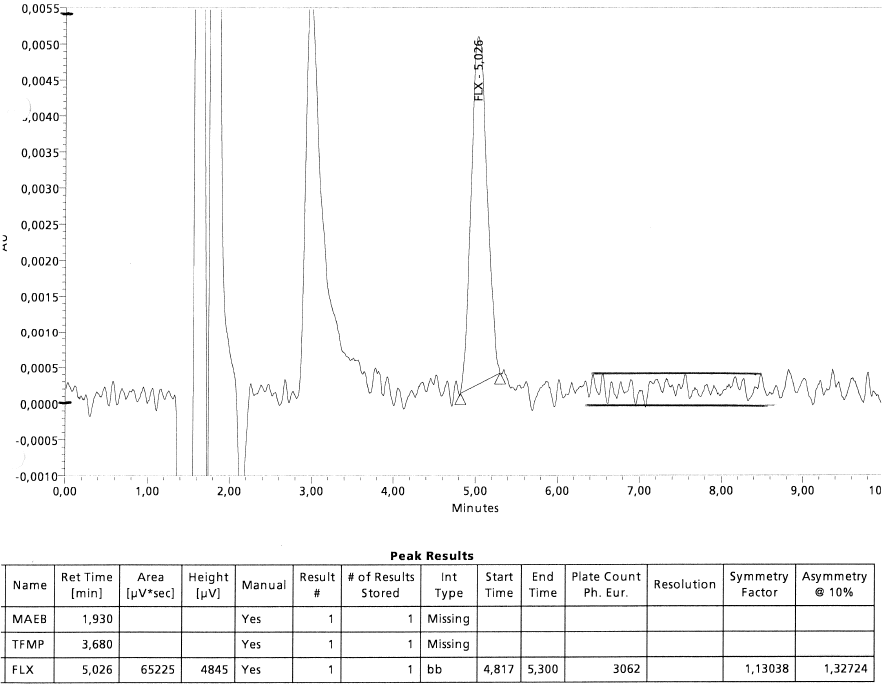 0,0055
0,0050
0,0045
0,0040
0,0035
0,0030
0,0025
0,0020
0,0015
0,0010
0,0005
0,0000
-0,0005
-0,0010
FLX - 5,026
0,00 1,00 2,00 3,00 4,00 5,00 6,00 7,00 8,00 9,00 10
Minutes
Peak Results
Name Ret Time [min] Area [µV*sec] Height [µV] Manual Result # # of Results Stored Int Type Start Time End Time Plate Count Ph. Eur. Resolution Symmetry Factor Asymmetry @ 10%
MAEB 1,930 Yes 1 1 Missing
TFMP 3,680 Yes 1 1 Missing
FLX 5,026 65225 4845 Yes 1 1 bb 4,817 5,300 3062 1,13038 1,32724